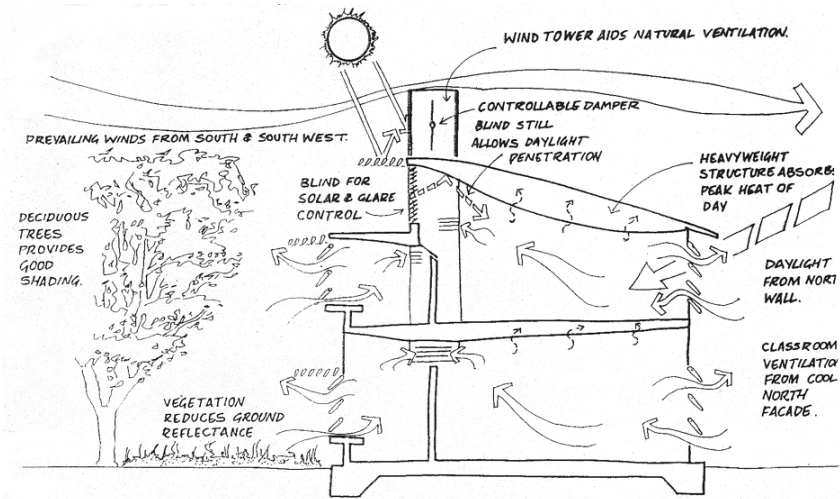 WIND TOWER AIDS NATURAL VENTILATION.
CONTROLLABLE DAMPER
BLIND STILL
ALLOWS DAYLIGHT
PENETRATION
PREVAILING WINDS FROM SOUTH & SOUTH WEST.
HEAVYWEIGHT
STRUCTURE ABSORBS
PEAK HEAT OF
DAY
BLIND FOR
SOLAR & GLARE
CONTROL
DECIDUOUS
TREES
PROVIDES
GOOD
SHADING.
DAYLIGHT
FROM NORT
WALL.
CLASSROOM
VENTILATIO
FROM COOL
NORTH
FACADE.
VEGETATION
REDUCES GROUND
REFLECTANCE